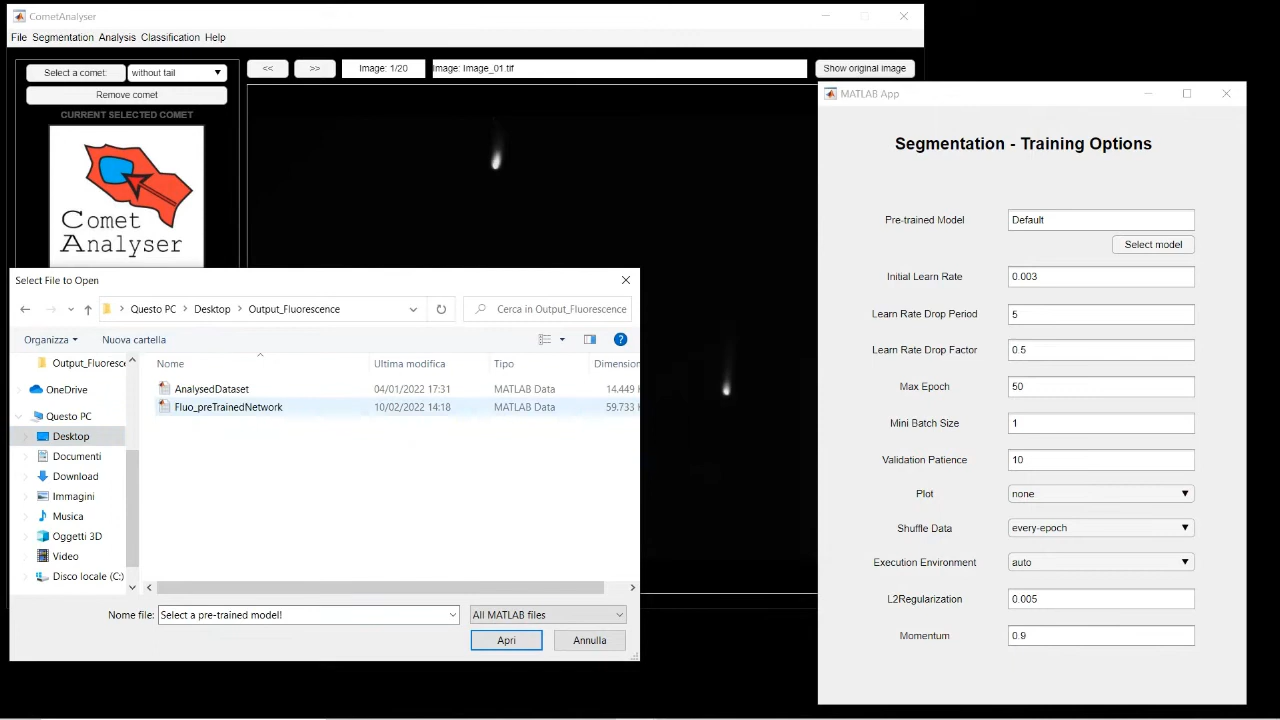 CometAnalyser
File Segmentation Analysis Classification Help
Select a comet: without tail
Remove comet
CURRENT SELECTED COMET
Comet
Analyser
<< >> Image: 1/20 Image: Image_01.tif Show original image
MATLAB App
Segmentation - Training Options
Pre-trained Model Default
Select model
Initial Learn Rate 0.003
Learn Rate Drop Period 5
Learn Rate Drop Factor 0.5
Max Epoch 50
Mini Batch Size 1
Validation Patience 10
Plot none
Shuffle Data every-epoch
Execution Environment auto
L2Regularization 0.005
Momentum 0.9
Select File to Open
Questo PC Desktop Output_Fluorescence Cerca in Output_Fluorescence
Organizza Nuova cartella
Output_Fluoresce
OneDrive
Questo PC
Desktop
Documenti
Download
Immagini
Musica
Oggetti 3D
Video
Disco locale (C:)
Nome Ultima modifica Tipo Dimension
AnalysedDataset 04/01/2022 17:31 MATLAB Data 14.449
Fluo_preTrainedNetwork 10/02/2022 14:18 MATLAB Data 59.733
Nome file: Select a pre-trained model! All MATLAB files
Apri Annulla